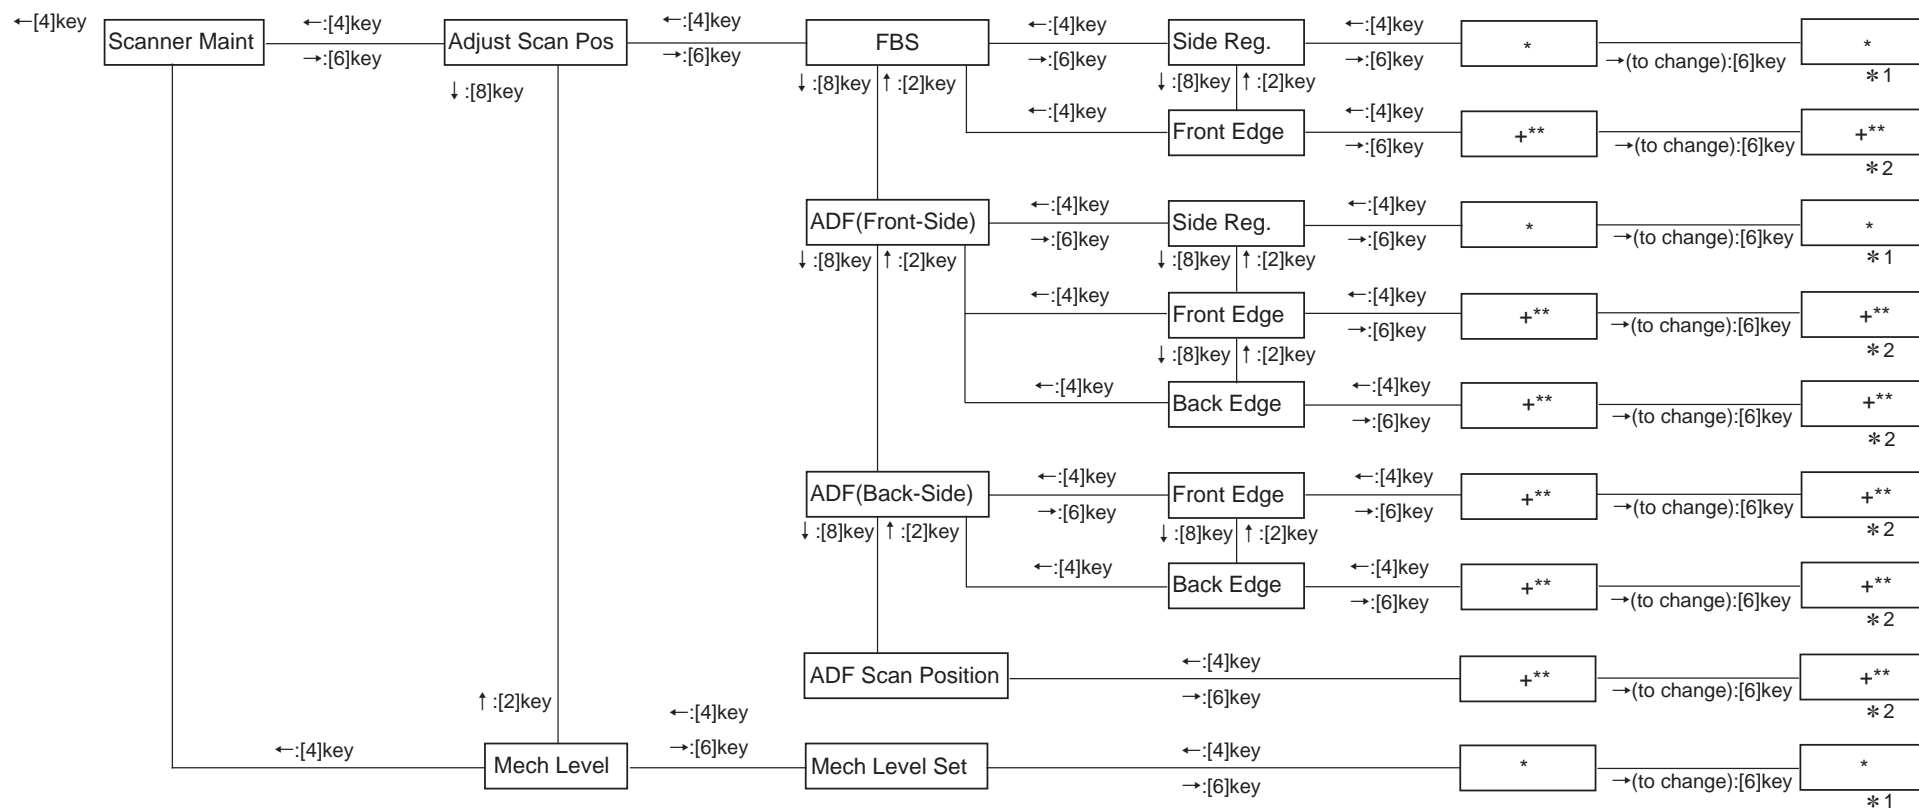 ←[4]key
Scanner Maint
←:[4]key
→:[6]key
Adjust Scan Pos
←:[4]key
→:[6]key
FBS
←:[4]key
→:[6]key
Side Reg.
←:[4]key
→:[6]key
*
→(to change):[6]key
*
*1
↓:[8]key
↓:[8]key ↑:[2]key
↓:[8]key ↑:[2]key
←:[4]key
Front Edge
←:[4]key
→:[6]key
+**
→(to change):[6]key
+**
*2
ADF(Front-Side)
←:[4]key
→:[6]key
Side Reg.
←:[4]key
→:[6]key
*
→(to change):[6]key
*
*1
↓:[8]key ↑:[2]key
↓:[8]key ↑:[2]key
←:[4]key
Front Edge
←:[4]key
→:[6]key
+**
→(to change):[6]key
+**
*2
↓:[8]key ↑:[2]key
←:[4]key
Back Edge
←:[4]key
→:[6]key
+**
→(to change):[6]key
+**
*2
ADF(Back-Side)
←:[4]key
→:[6]key
Front Edge
←:[4]key
→:[6]key
+**
→(to change):[6]key
+**
*2
↓:[8]key ↑:[2]key
↓:[8]key ↑:[2]key
←:[4]key
Back Edge
←:[4]key
→:[6]key
+**
→(to change):[6]key
+**
*2
ADF Scan Position
←:[4]key
→:[6]key
+**
→(to change):[6]key
+**
*2
↑:[2]key
←:[4]key
Mech Level
←:[4]key
→:[6]key
Mech Level Set
←:[4]key
→:[6]key
*
→(to change):[6]key
*
*1